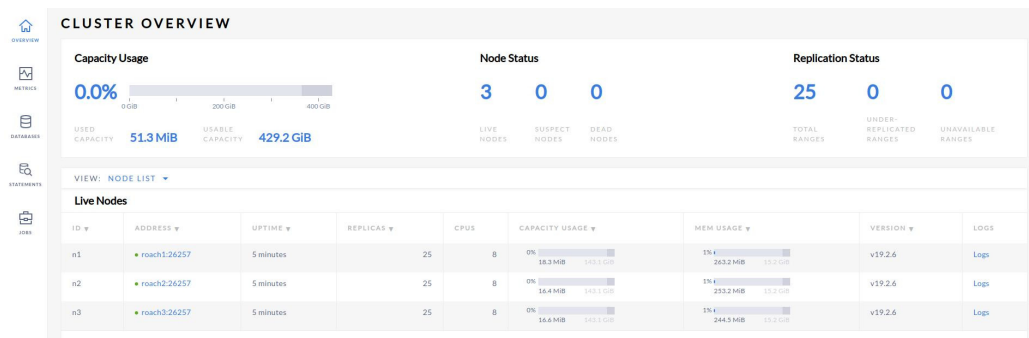 CLUSTER OVERVIEW
OVERVIEW
METRICS
DATABASES
STATEMENTS
JOBS
Capacity Usage
0.0%
0 GiB 200 GiB 400 GiB
USED CAPACITY 51.3 MiB USABLE CAPACITY 429.2 GiB
Node Status
3 0 0
LIVE NODES SUSPECT NODES DEAD NODES
Replication Status
25 0 0
TOTAL RANGES UNDER-REPLICATED RANGES UNAVAILABLE RANGES
VIEW: NODE LIST
Live Nodes
ID ADDRESS UPTIME REPLICAS CPUS CAPACITY USAGE MEM USAGE VERSION LOGS
n1 roach1:26257 5 minutes 25 8 0% 18.3 MiB 143.1 GiB 1% 263.2 MiB 15.2 GiB v19.2.6 Logs
n2 roach2:26257 5 minutes 25 8 0% 16.4 MiB 143.1 GiB 1% 253.2 MiB 15.2 GiB v19.2.6 Logs
n3 roach3:26257 5 minutes 25 8 0% 16.6 MiB 143.1 GiB 1% 244.5 MiB 15.2 GiB v19.2.6 Logs